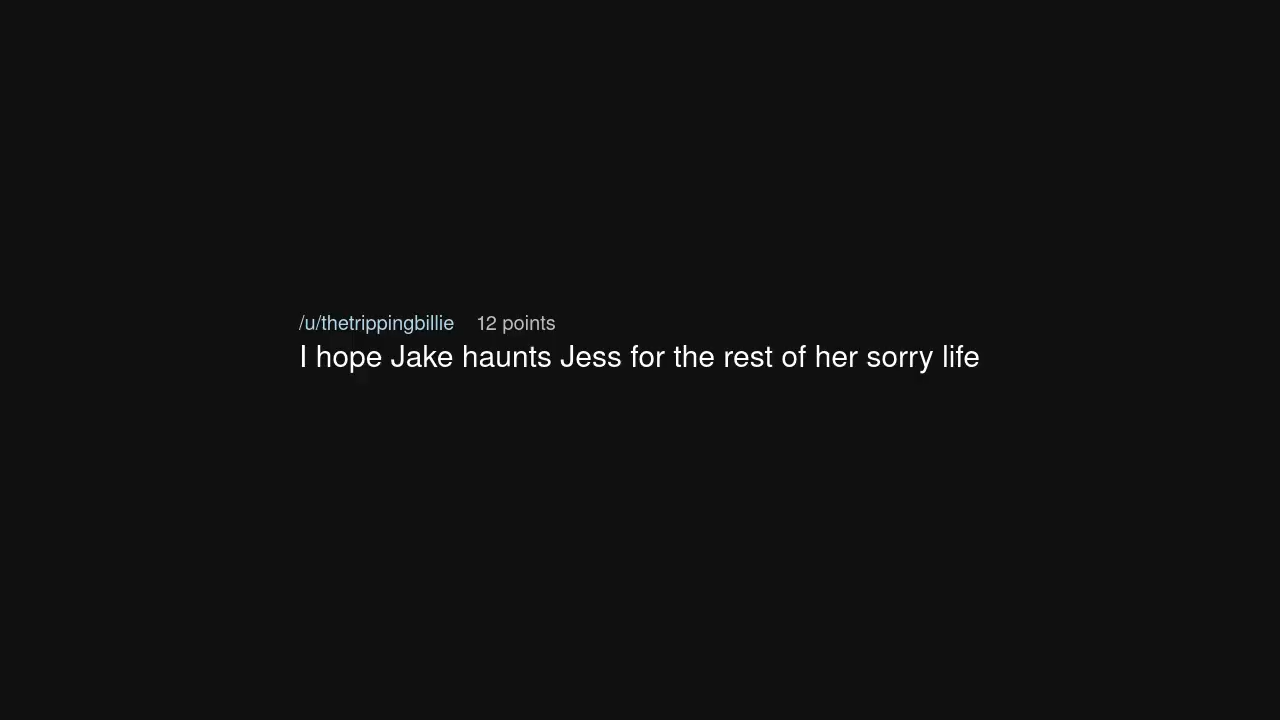 /u/thetrippingbillie 12 points
I hope Jake haunts Jess for the rest of her sorry life